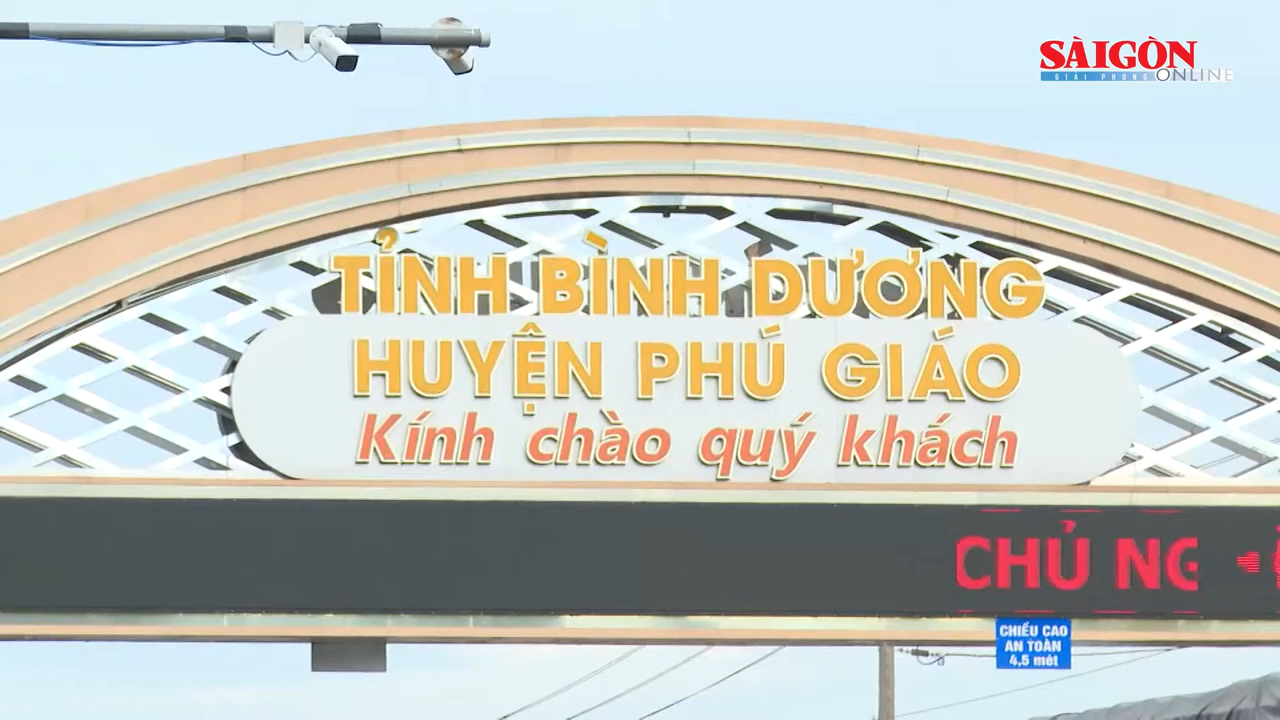 SÀIGÒN
GIẢI PHÓNG ONLINE
TỈNH BÌNH DƯƠNG
HUYỆN PHÚ GIÁO
Kính chào quý khách
CHỦ NG
CHIỀU CAO
AN TOÀN
4,5 mét